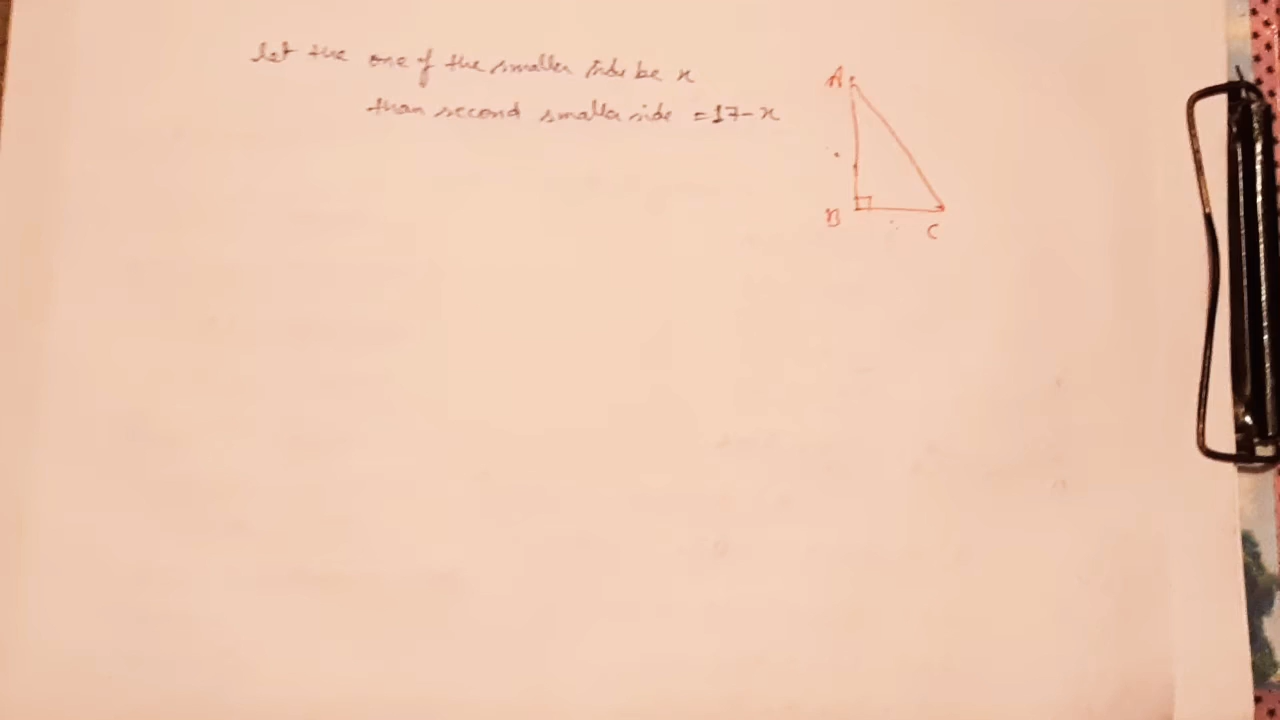 let the one of the smaller side be x
than second smaller side = 17-x
A
B
C